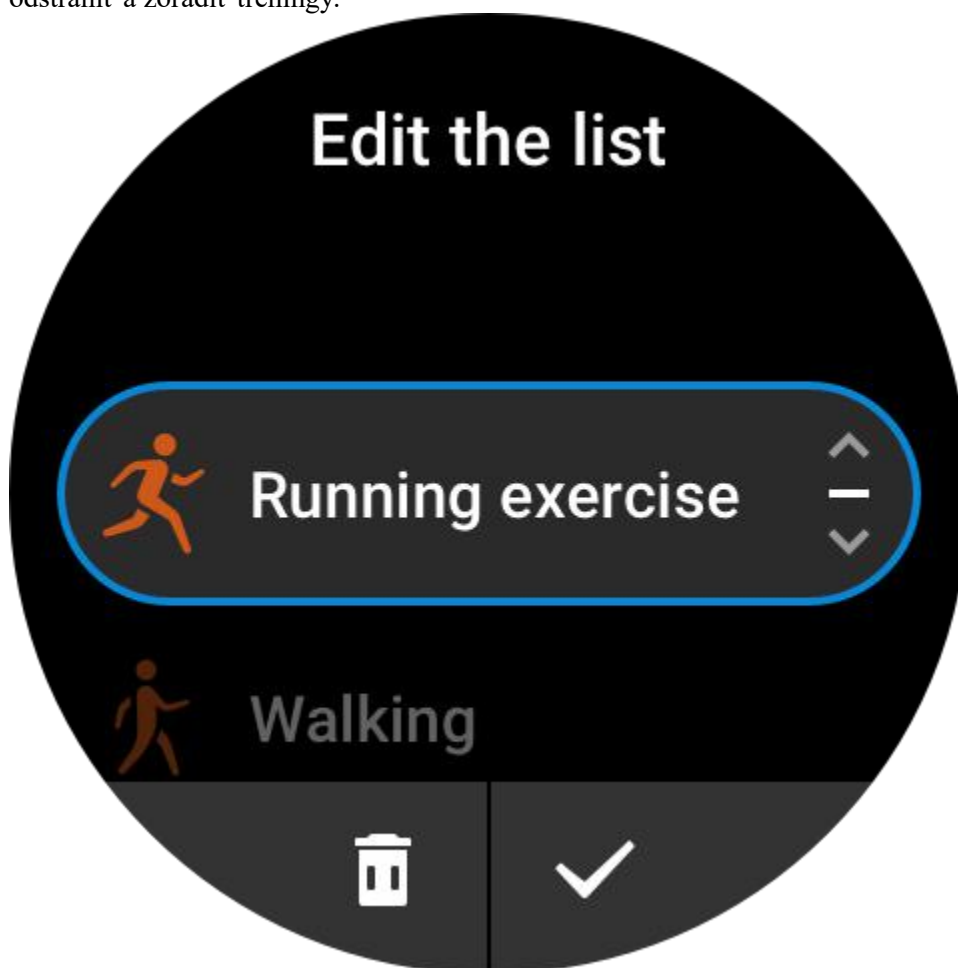 odstrániť a zoradiť tréningy.
Edit the list
Running exercise
Walking